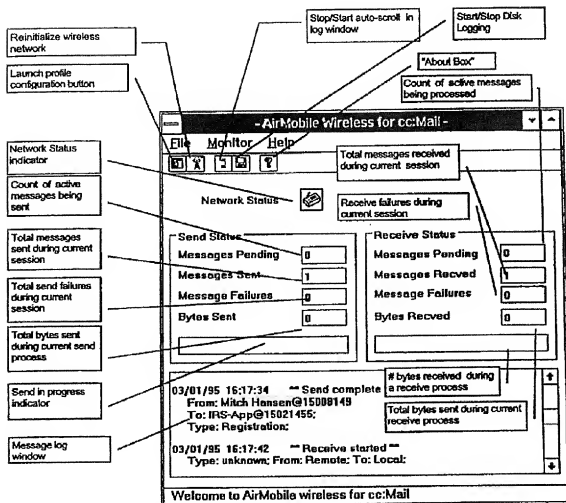 Reinitialize wireless
network
Stop/Start auto-scroll in
log window
Start/Stop Disk
Logging
Launch profile
configuration button
"About Box"
Count of active messages
being processed
- AirMobile Wireless for cc:Mail -
File Monitor Help
Network Status
indicator
Total messages received
during current session
Network Status
Receive failures during
current session
Count of active
messages being
sent
Total messages
sent during current
session
Total send failures
during current
session
Total bytes sent
during current send
process
Send in progress
indicator
Message log
window
Send Status
Messages Pending 0
Messages Sent 1
Message Failures 0
Bytes Sent 0
Receive Status
Messages Pending 0
Messages Recved 1
Message Failures 0
Bytes Recved 0
# bytes received during
a receive process
Total bytes sent during current
receive process
03/01/95 16:17:34 ** Send complete
From: Mitch Hansen@15008149
To: IRS-App@15021455;
Type: Registration;
03/01/95 16:17:42 ** Receive started **
Type: unknown; From: Remote; To: Local;
Welcome to AirMobile wireless for cc:Mail